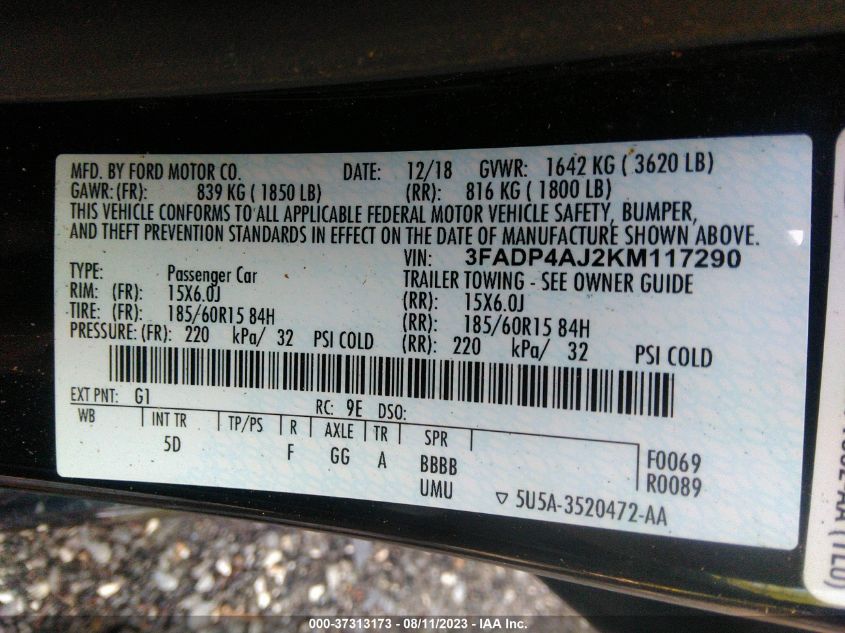 MFD. BY FORD MOTOR CO. DATE: 12/18 GVWR: 1642 KG ( 3620 LB)
GAWR: (FR): 839 KG ( 1850 LB) (RR): 816 KG ( 1800 LB)
THIS VEHICLE CONFORMS TO ALL APPLICABLE FEDERAL MOTOR VEHICLE SAFETY, BUMPER,
AND THEFT PREVENTION STANDARDS IN EFFECT ON THE DATE OF MANUFACTURE SHOWN ABOVE.
VIN: 3FADP4AJ2KM117290
TYPE: Passenger Car TRAILER TOWING - SEE OWNER GUIDE
RIM: (FR): 15X6.0J (RR): 15X6.0J
TIRE: (FR): 185/60R15 84H (RR): 185/60R15 84H
PRESSURE: (FR): 220 kPa/ 32 PSI COLD (RR): 220 kPa/ 32 PSI COLD
EXT PNT: G1 RC: 9E DSO:
WB INT TR TP/PS R AXLE TR SPR
5D F GG A BBBB F0069
UMU R0089
▽ 5U5A-3520472-AA
000-37313173 - 08/11/2023 - IAA Inc.